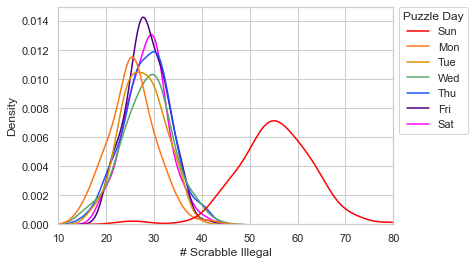 Puzzle Day
Sun
Mon
Tue
Wed
Thu
Fri
Sat
0.014
0.012
0.010
0.008
0.006
0.004
0.002
0.000
Density
10 20 30 40 50 60 70 80
# Scrabble Illegal